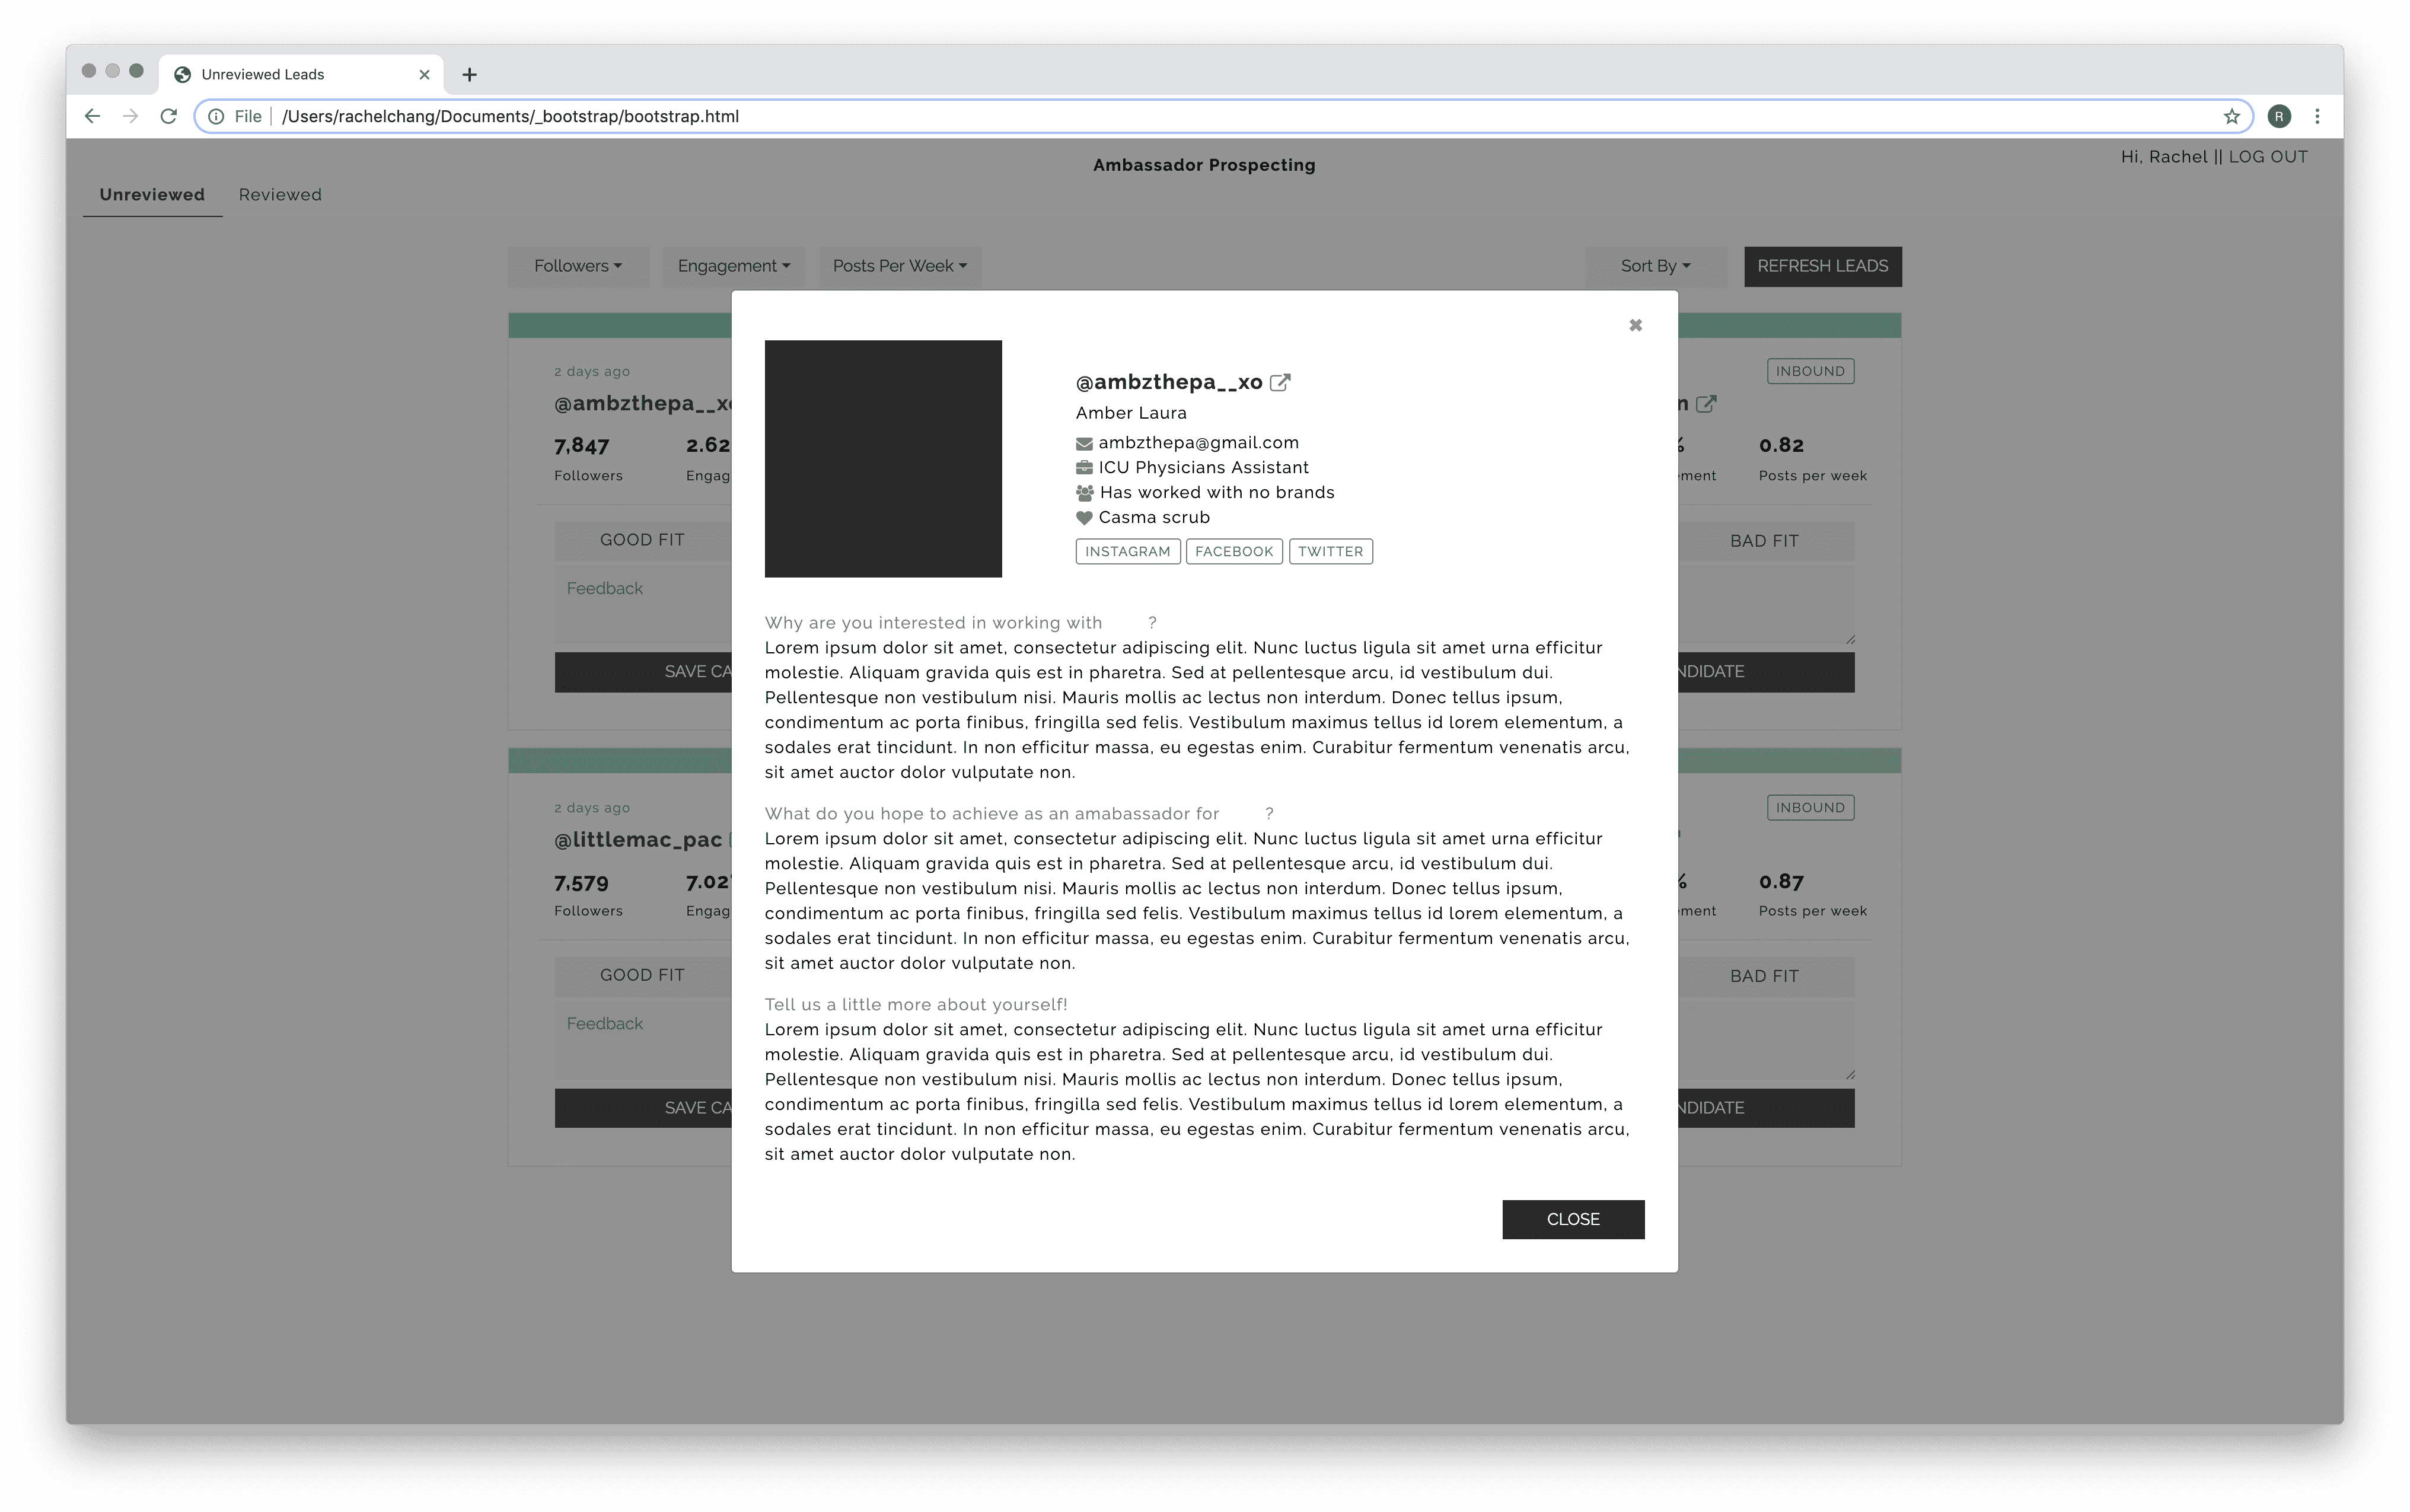 Unreviewed Leads
File /Users/rachelchang/Documents/_bootstrap/bootstrap.html
R
Hi, Rachel || LOG OUT
Ambassador Prospecting
Unreviewed Reviewed
Followers Engagement Posts Per Week Sort By REFRESH LEADS
2 days ago
@ambzthepa__x
7,847 2.62
Followers Engag
GOOD FIT
Feedback
SAVE CA
INBOUND
n
% 0.82
ment Posts per week
BAD FIT
NDIDATE
2 days ago
@littlemac_pac
7,579 7.02
Followers Engag
GOOD FIT
Feedback
SAVE CA
INBOUND
% 0.87
ment Posts per week
BAD FIT
NDIDATE
@ambzthepa__xo
Amber Laura
ambzthepa@gmail.com
ICU Physicians Assistant
Has worked with no brands
Casma scrub
INSTAGRAM FACEBOOK TWITTER
Why are you interested in working with ?
Lorem ipsum dolor sit amet, consectetur adipiscing elit. Nunc luctus ligula sit amet urna efficitur
molestie. Aliquam gravida quis est in pharetra. Sed at pellentesque arcu, id vestibulum dui.
Pellentesque non vestibulum nisi. Mauris mollis ac lectus non interdum. Donec tellus ipsum,
condimentum ac porta finibus, fringilla sed felis. Vestibulum maximus tellus id lorem elementum, a
sodales erat tincidunt. In non efficitur massa, eu egestas enim. Curabitur fermentum venenatis arcu,
sit amet auctor dolor vulputate non.
What do you hope to achieve as an amabassador for ?
Lorem ipsum dolor sit amet, consectetur adipiscing elit. Nunc luctus ligula sit amet urna efficitur
molestie. Aliquam gravida quis est in pharetra. Sed at pellentesque arcu, id vestibulum dui.
Pellentesque non vestibulum nisi. Mauris mollis ac lectus non interdum. Donec tellus ipsum,
condimentum ac porta finibus, fringilla sed felis. Vestibulum maximus tellus id lorem elementum, a
sodales erat tincidunt. In non efficitur massa, eu egestas enim. Curabitur fermentum venenatis arcu,
sit amet auctor dolor vulputate non.
Tell us a little more about yourself!
Lorem ipsum dolor sit amet, consectetur adipiscing elit. Nunc luctus ligula sit amet urna efficitur
molestie. Aliquam gravida quis est in pharetra. Sed at pellentesque arcu, id vestibulum dui.
Pellentesque non vestibulum nisi. Mauris mollis ac lectus non interdum. Donec tellus ipsum,
condimentum ac porta finibus, fringilla sed felis. Vestibulum maximus tellus id lorem elementum, a
sodales erat tincidunt. In non efficitur massa, eu egestas enim. Curabitur fermentum venenatis arcu,
sit amet auctor dolor vulputate non.
CLOSE